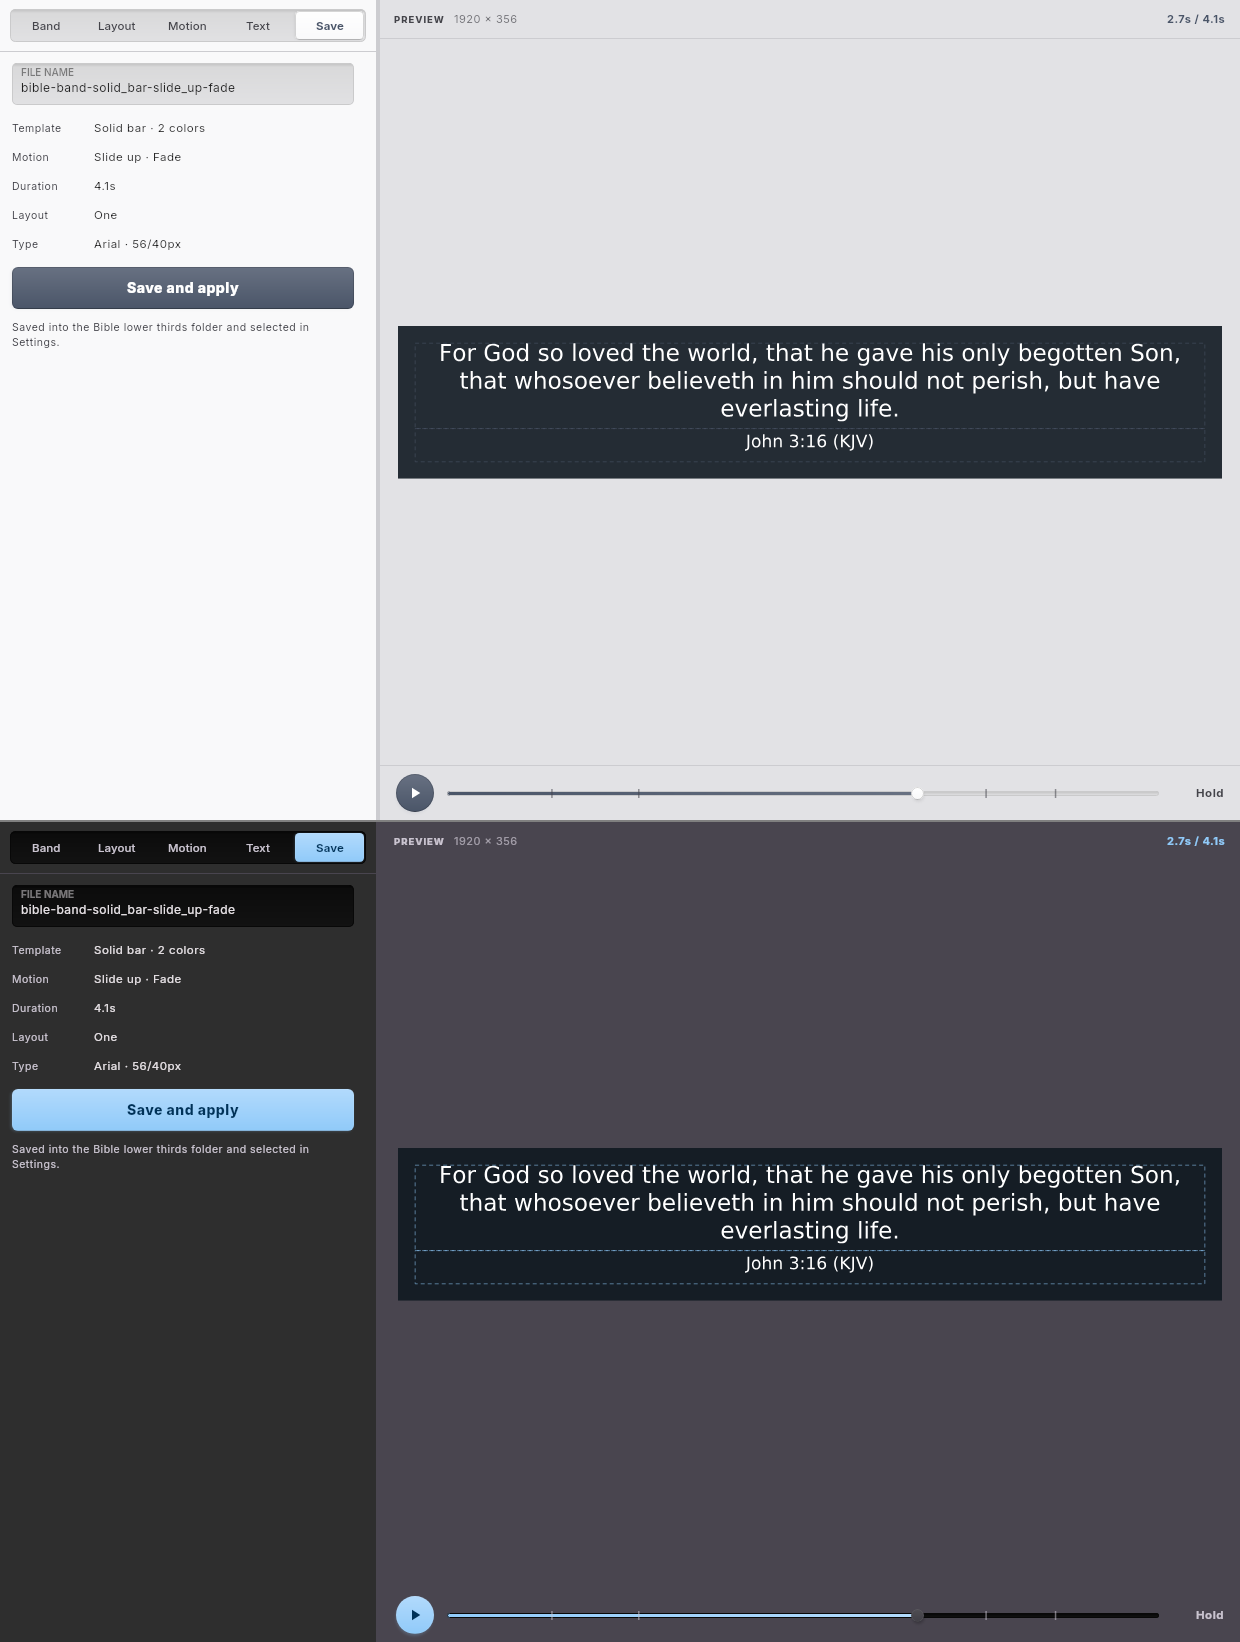 Band Layout Motion Text Save
FILE NAME
bible-band-solid_bar-slide_up-fade
Template Solid bar · 2 colors
Motion Slide up · Fade
Duration 4.1s
Layout One
Type Arial · 56/40px
Save and apply
Saved into the Bible lower thirds folder and selected in
Settings.
PREVIEW 1920 × 356 2.7s / 4.1s
For God so loved the world, that he gave his only begotten Son,
that whosoever believeth in him should not perish, but have
everlasting life.
John 3:16 (KJV)
Hold
Band Layout Motion Text Save
FILE NAME
bible-band-solid_bar-slide_up-fade
Template Solid bar · 2 colors
Motion Slide up · Fade
Duration 4.1s
Layout One
Type Arial · 56/40px
Save and apply
Saved into the Bible lower thirds folder and selected in
Settings.
PREVIEW 1920 × 356 2.7s / 4.1s
For God so loved the world, that he gave his only begotten Son,
that whosoever believeth in him should not perish, but have
everlasting life.
John 3:16 (KJV)
Hold